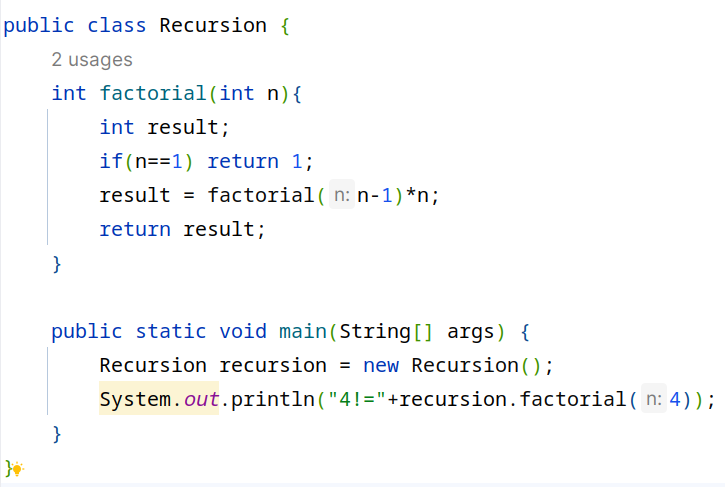 public class Recursion {
2 usages
int factorial(int n){
int result;
if(n==1) return 1;
result = factorial( n: n-1)*n;
return result;
}
public static void main(String[] args) {
Recursion recursion = new Recursion();
System.out.println("4!="+recursion.factorial( n: 4));
}
}